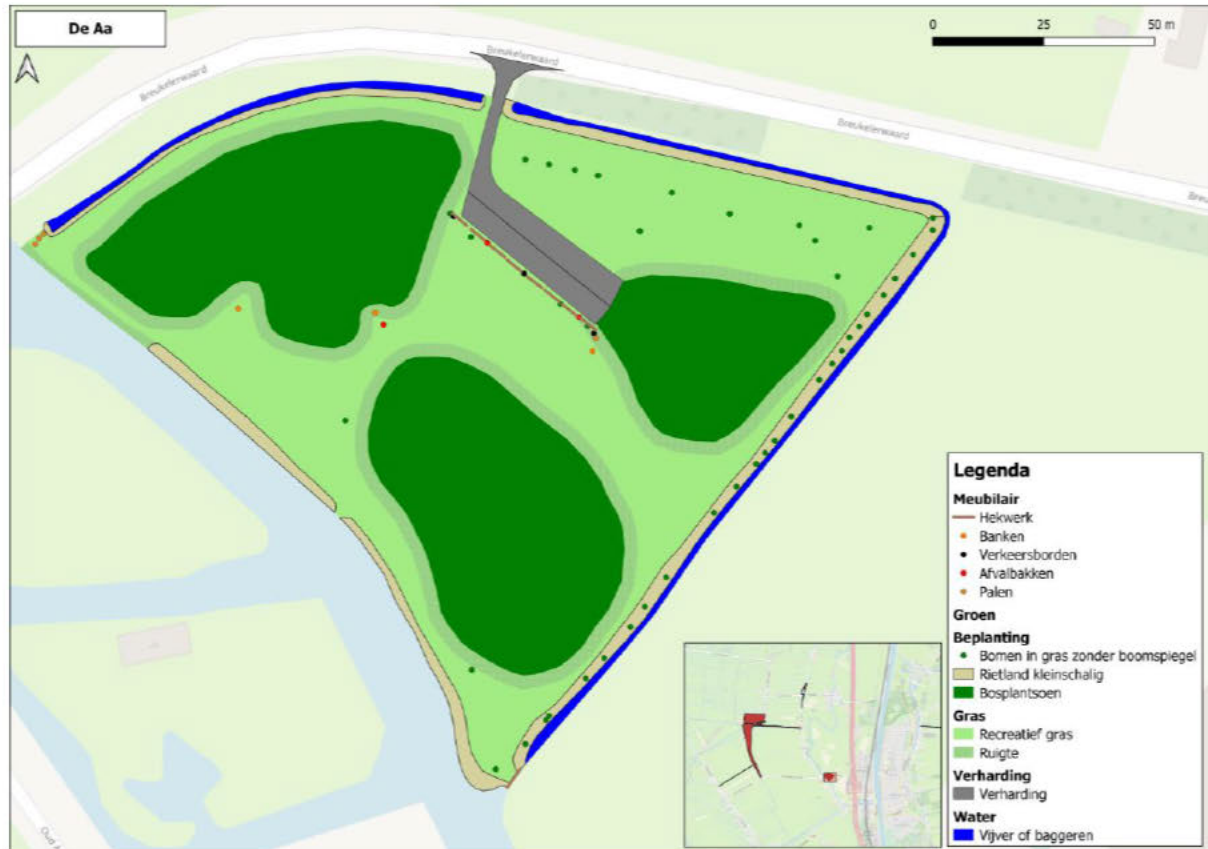 De Aa
0 25 50 m
Breukelerwaard
Breukelerwaard
Breukelerwaard
Legenda
Meubilair
Hekwerk
Banken
Verkeersborden
Afvalbakken
Palen
Groen
Beplanting
Bomen in gras zonder boomspiegel
Rietland kleinschalig
Bosplantsoen
Gras
Recreatief gras
Ruigte
Verharding
Verharding
Water
Vijver of baggeren
Oud